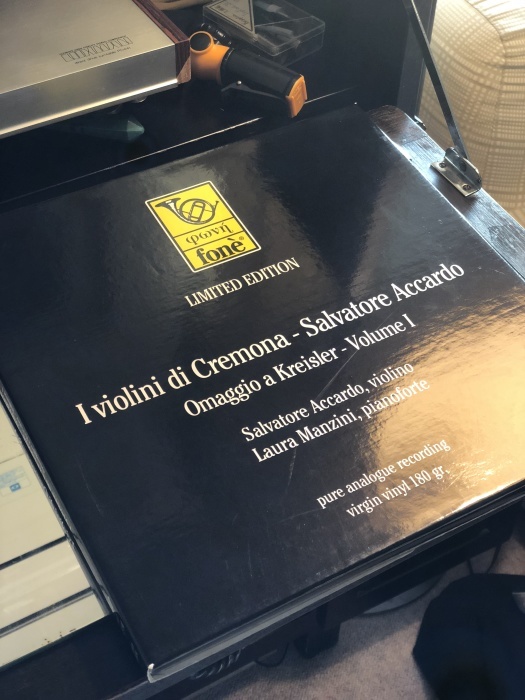 φωνή
fonè®
LIMITED EDITION
I violini di Cremona - Salvatore Accardo
Omaggio a Kreisler - Volume I
Salvatore Accardo, violino
Laura Manzini, pianoforte
pure analogue recording
virgin vinyl 180 gr.